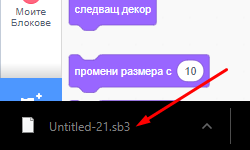 следващ декор
Моите
Блокове
промени размера с 10
Untitled-21.sb3